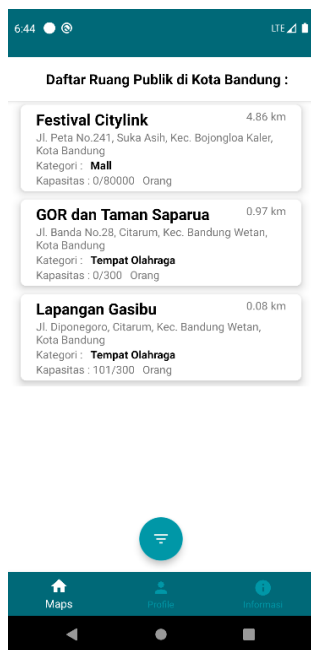 6:44 LTE
Daftar Ruang Publik di Kota Bandung :
Festival Citylink 4.86 km
Jl. Peta No.241, Suka Asih, Kec. Bojongloa Kaler,
Kota Bandung
Kategori : Mall
Kapasitas : 0/80000 Orang
GOR dan Taman Saparua 0.97 km
Jl. Banda No.28, Citarum, Kec. Bandung Wetan,
Kota Bandung
Kategori : Tempat Olahraga
Kapasitas : 0/300 Orang
Lapangan Gasibu 0.08 km
Jl. Diponegoro, Citarum, Kec. Bandung Wetan,
Kota Bandung
Kategori : Tempat Olahraga
Kapasitas : 101/300 Orang
Maps Profile Informasi